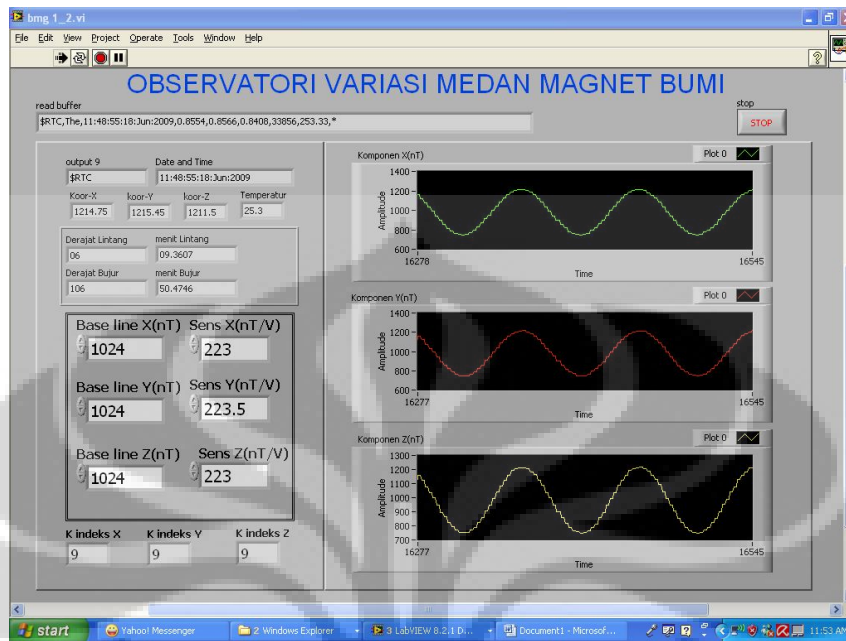 bmg 1_2.vi
File Edit View Project Operate Tools Window Help
OBSERVATORI VARIASI MEDAN MAGNET BUMI
read buffer
$RTC,The,11:48:55:18:Jun:2009,0.8554,0.8566,0.8408,33856,253.33,*
stop
STOP
output 9 Date and Time
$RTC 11:48:55:18:Jun:2009
Koor-X koor-Y koor-Z Temperatur
1214.75 1215.45 1211.5 25.3
Derajat Lintang menit Lintang
06 09.3607
Derajat Bujur menit Bujur
106 50.4746
Base line X(nT) Sens X(nT/V)
1024 223
Base line Y(nT) Sens Y(nT/V)
1024 223.5
Base line Z(nT) Sens Z(nT/V)
1024 223
K indeks X K indeks Y K indeks Z
9 9 9
Komponen X(nT) Plot 0
1400
1200
1000
800
600
Amplitude
16278 16545
Time
Komponen Y(nT) Plot 0
1400
1200
1000
800
600
Amplitude
16277 16545
Time
Komponen Z(nT) Plot 0
1300
1200
1100
1000
900
800
700
Amplitude
16277 16545
Time
start Yahoo! Messenger 2 Windows Explorer 3 LabVIEW 8.2.1 D... Document1 - Microsof... 11:53 AM